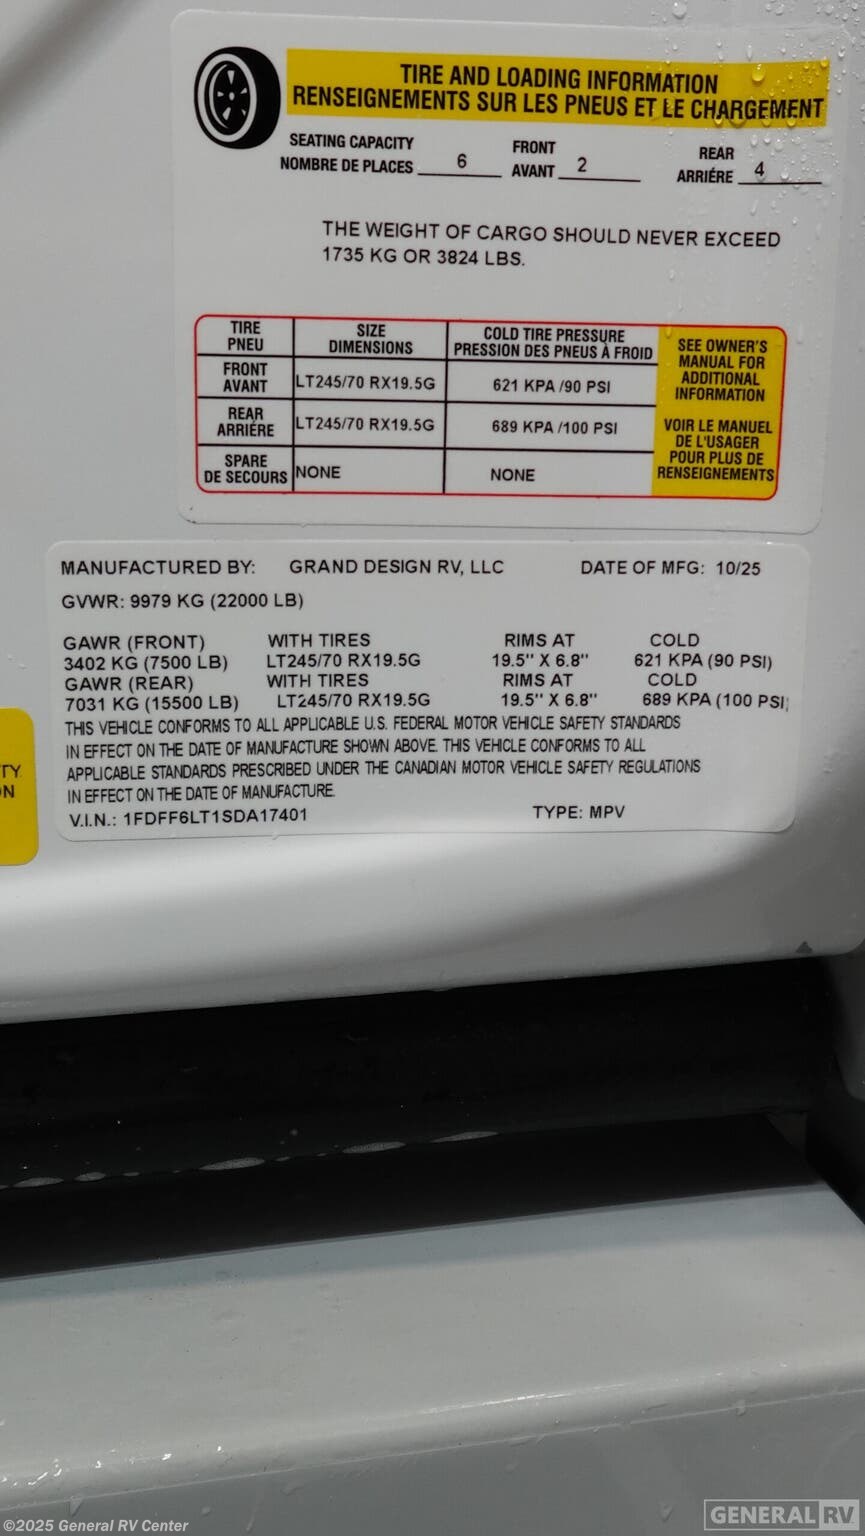 TIRE AND LOADING INFORMATION
RENSEIGNEMENTS SUR LES PNEUS ET LE CHARGEMENT
SEATING CAPACITY FRONT REAR
NOMBRE DE PLACES 6 AVANT 2 ARRIÉRE 4
THE WEIGHT OF CARGO SHOULD NEVER EXCEED
1735 KG OR 3824 LBS.
TIRE SIZE COLD TIRE PRESSURE
PNEU DIMENSIONS PRESSION DES PNEUS À FROID
FRONT
AVANT LT245/70 RX19.5G 621 KPA /90 PSI
REAR
ARRIÉRE LT245/70 RX19.5G 689 KPA /100 PSI
SPARE
DE SECOURS NONE NONE
SEE OWNER'S
MANUAL FOR
ADDITIONAL
INFORMATION
VOIR LE MANUEL
DE L'USAGER
POUR PLUS DE
RENSEIGNEMENTS
MANUFACTURED BY: GRAND DESIGN RV, LLC DATE OF MFG: 10/25
GVWR: 9979 KG (22000 LB)
GAWR (FRONT) WITH TIRES RIMS AT COLD
3402 KG (7500 LB) LT245/70 RX19.5G 19.5" X 6.8" 621 KPA (90 PSI)
GAWR (REAR) WITH TIRES RIMS AT COLD
7031 KG (15500 LB) LT245/70 RX19.5G 19.5" X 6.8" 689 KPA (100 PSI)
THIS VEHICLE CONFORMS TO ALL APPLICABLE U.S. FEDERAL MOTOR VEHICLE SAFETY STANDARDS
IN EFFECT ON THE DATE OF MANUFACTURE SHOWN ABOVE. THIS VEHICLE CONFORMS TO ALL
APPLICABLE STANDARDS PRESCRIBED UNDER THE CANADIAN MOTOR VEHICLE SAFETY REGULATIONS
IN EFFECT ON THE DATE OF MANUFACTURE.
V.I.N.: 1FDFF6LT1SDA17401 TYPE: MPV
TY
ON
©2025 General RV Center
GENERAL RV